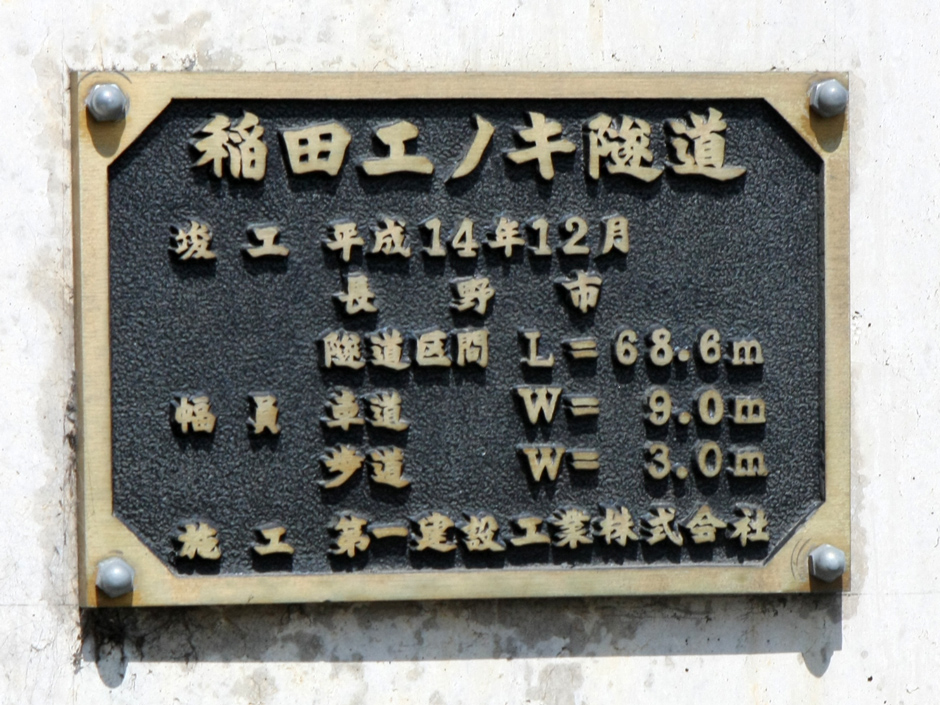 稲田エノキ隧道
竣工 平成14年12月
長野市
隧道区間 L=68.6m
幅員 車道 W= 9.0m
歩道 W= 3.0m
施工 第一建設工業株式会社